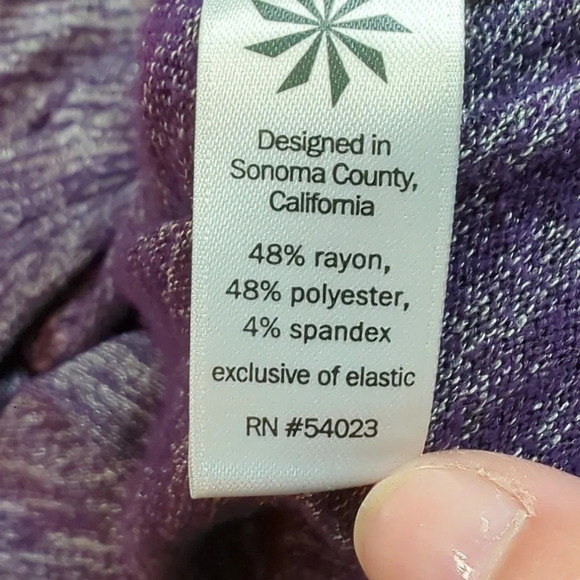 Designed in
Sonoma County,
California
48% rayon,
48% polyester,
4% spandex
exclusive of elastic
RN #54023